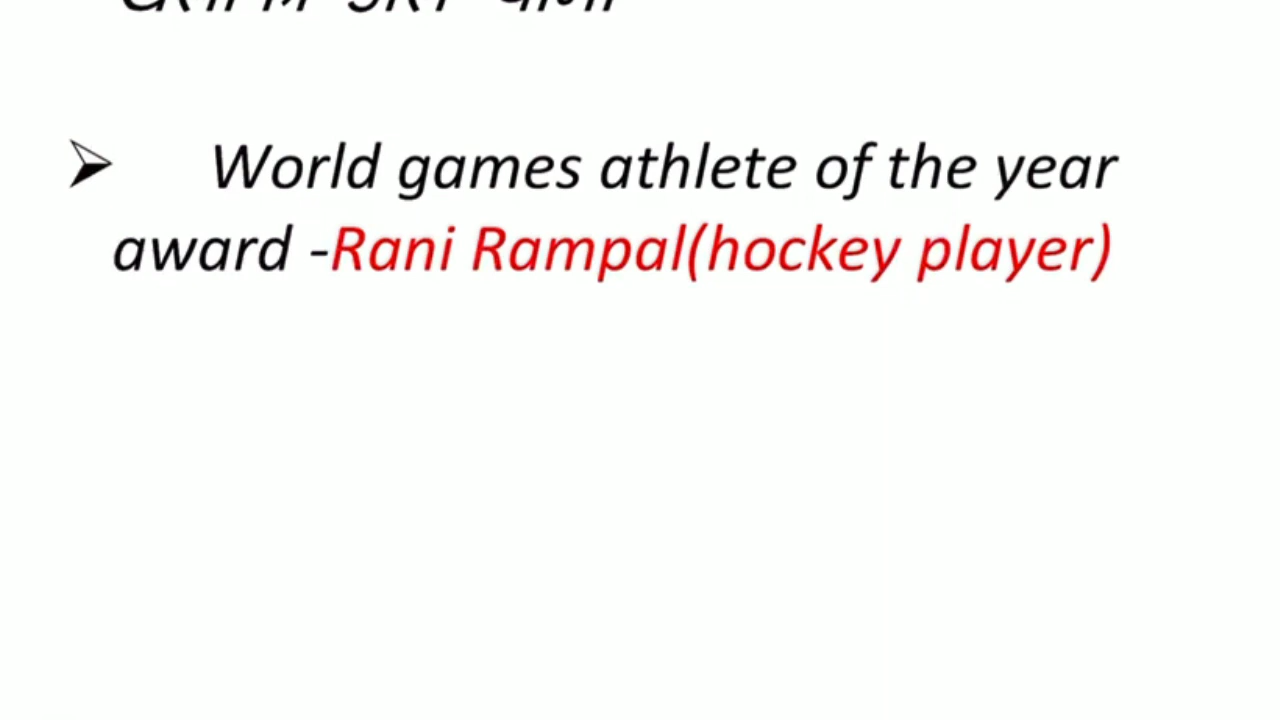 ➢ World games athlete of the year
award -Rani Rampal(hockey player)